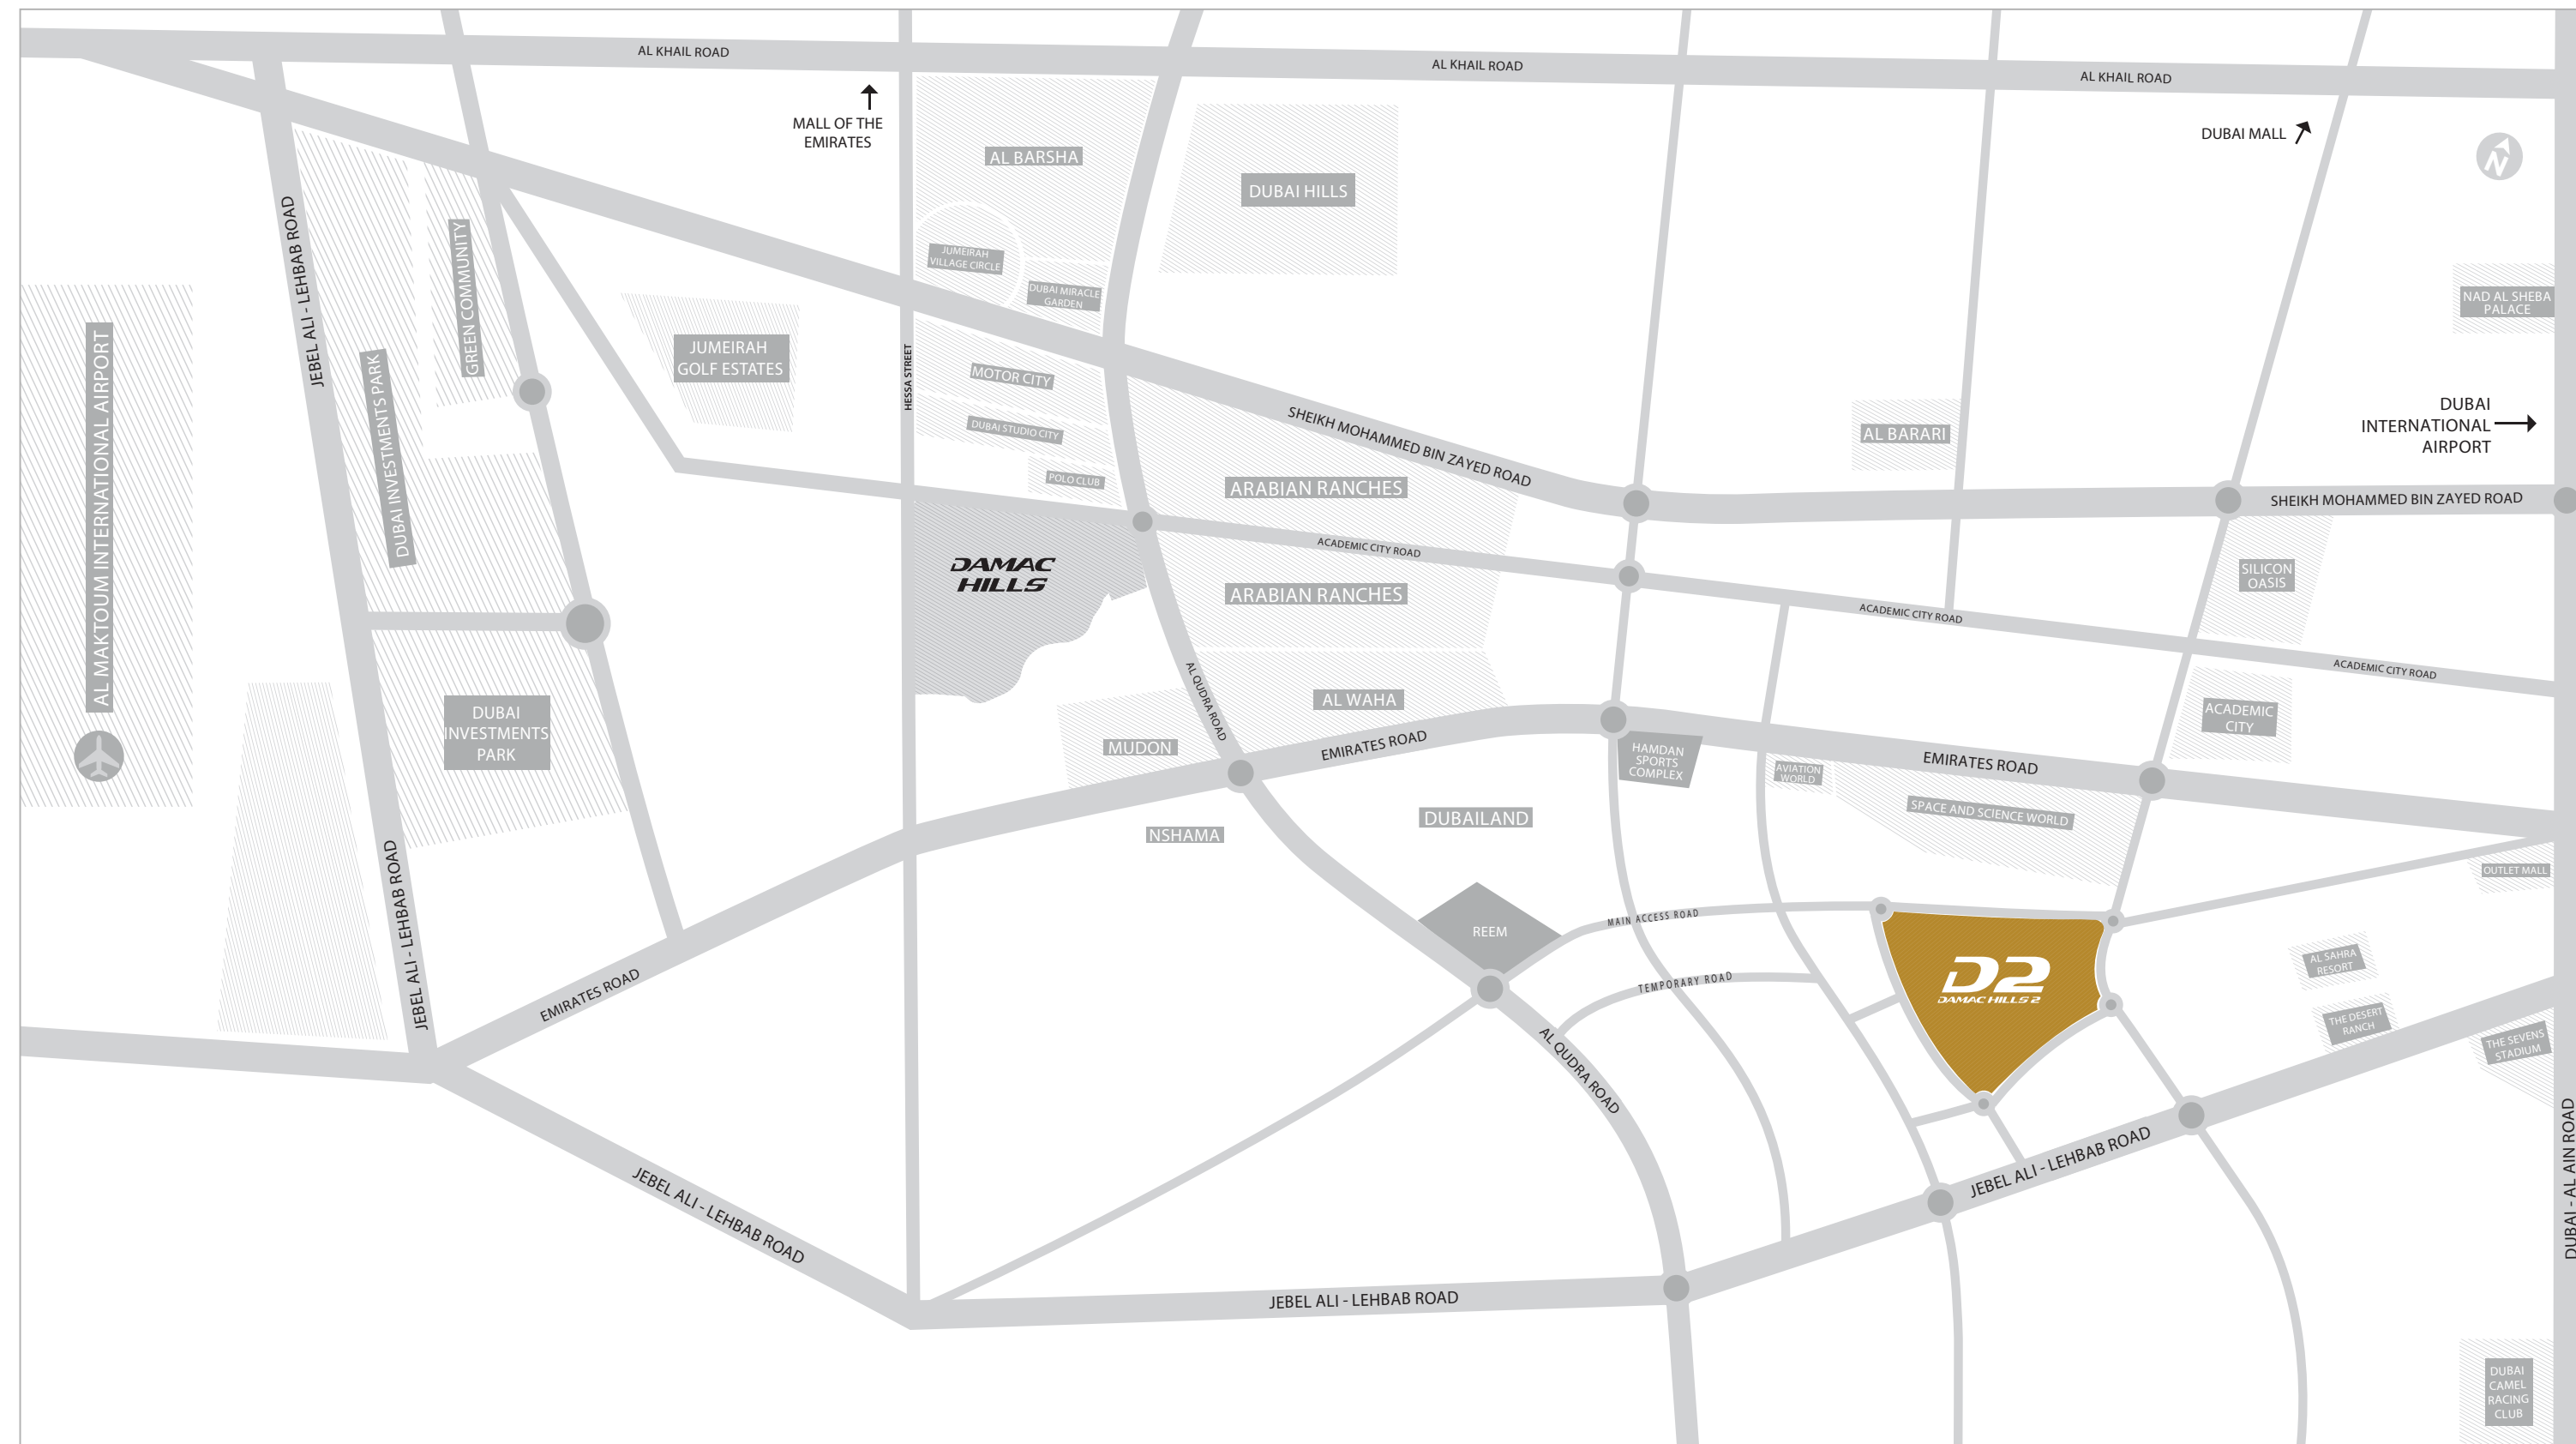 AL KHAIL ROAD
AL KHAIL ROAD
AL KHAIL ROAD
MALL OF THE
EMIRATES
DUBAI MALL
N
AL BARSHA
DUBAI HILLS
JUMEIRAH
VILLAGE CIRCLE
DUBAI MIRACLE
GARDEN
NAD AL SHEBA
PALACE
JEBEL ALI - LEHBAB ROAD
GREEN COMMUNITY
DUBAI INVESTMENTS PARK
AL MAKTOUM INTERNATIONAL AIRPORT
JUMEIRAH
GOLF ESTATES
HESSA STREET
MOTOR CITY
DUBAI STUDIO CITY
POLO CLUB
SHEIKH MOHAMMED BIN ZAYED ROAD
AL BARARI
DUBAI
INTERNATIONAL
AIRPORT
SHEIKH MOHAMMED BIN ZAYED ROAD
ARABIAN RANCHES
ACADEMIC CITY ROAD
DAMAC
HILLS
ARABIAN RANCHES
ACADEMIC CITY ROAD
SILICON
OASIS
ACADEMIC CITY ROAD
AL QUDRA ROAD
AL WAHA
ACADEMIC
CITY
DUBAI
INVESTMENTS
PARK
MUDON
EMIRATES ROAD
HAMDAN
SPORTS
COMPLEX
AVIATION
WORLD
EMIRATES ROAD
SPACE AND SCIENCE WORLD
NSHAMA
DUBAILAND
OUTLET MALL
JEBEL ALI - LEHBAB ROAD
REEM
MAIN ACCESS ROAD
TEMPORARY ROAD
D2
DAMAC HILLS 2
AL SAHRA
RESORT
THE DESERT
RANCH
THE SEVENS
STADIUM
EMIRATES ROAD
AL QUDRA ROAD
JEBEL ALI - LEHBAB ROAD
JEBEL ALI - LEHBAB ROAD
JEBEL ALI - LEHBAB ROAD
DUBAI - AL AIN ROAD
DUBAI
CAMEL
RACING
CLUB